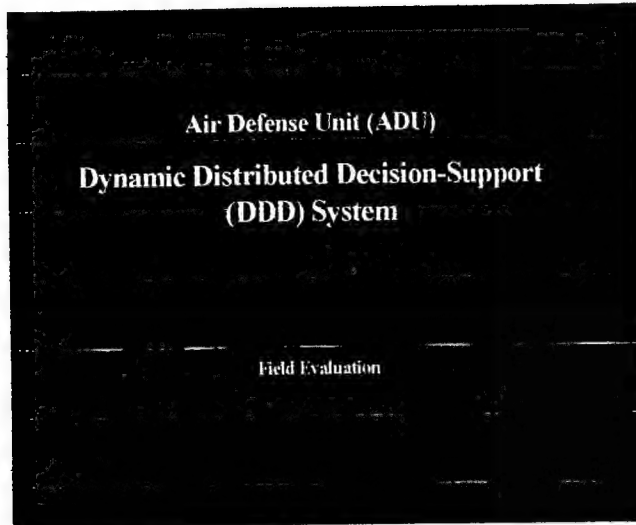 Air Defense Unit (ADU)
Dynamic Distributed Decision-Support
(DDD) System
Field Evaluation